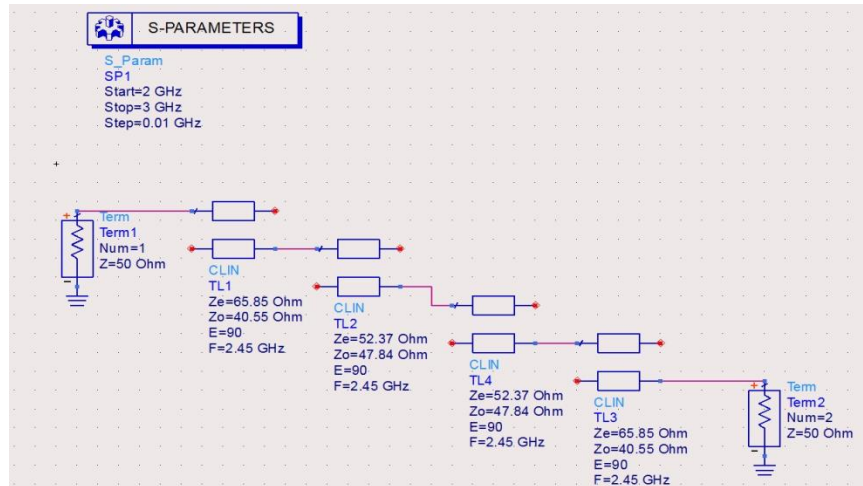 S-PARAMETERS
S_Param
SP1
Start=2 GHz
Stop=3 GHz
Step=0.01 GHz
Term
Term1
Num=1
Z=50 Ohm
CLIN
TL1
Ze=65.85 Ohm
Zo=40.55 Ohm
E=90
F=2.45 GHz
CLIN
TL2
Ze=52.37 Ohm
Zo=47.84 Ohm
E=90
F=2.45 GHz
CLIN
TL4
Ze=52.37 Ohm
Zo=47.84 Ohm
E=90
F=2.45 GHz
CLIN
TL3
Ze=65.85 Ohm
Zo=40.55 Ohm
E=90
F=2.45 GHz
Term
Term2
Num=2
Z=50 Ohm